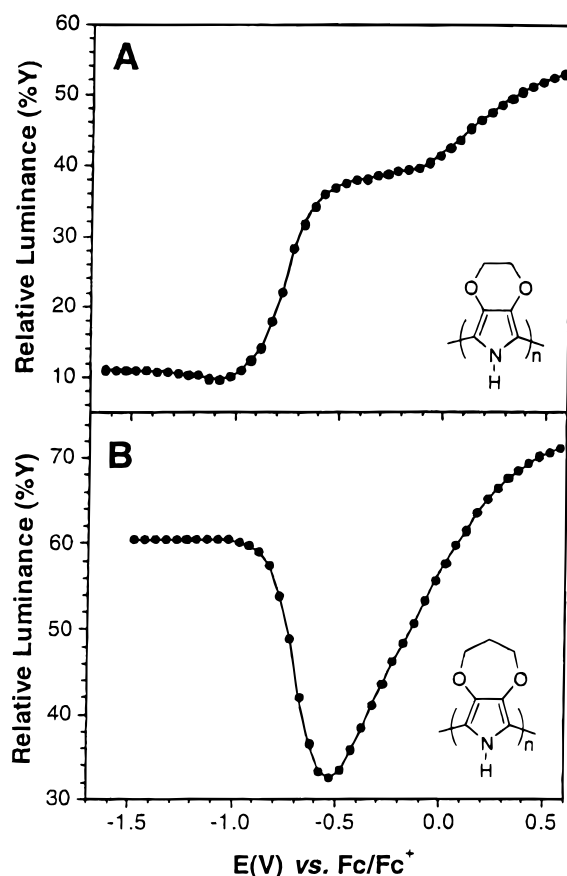 60
A
50
40
30
20
10
Relative Luminance (%Y)
O O
( )n
N
H
B
70
60
50
40
30
Relative Luminance (%Y)
O O
( )n
N
H
-1.5 -1.0 -0.5 0.0 0.5
E(V) vs. Fc/Fc+